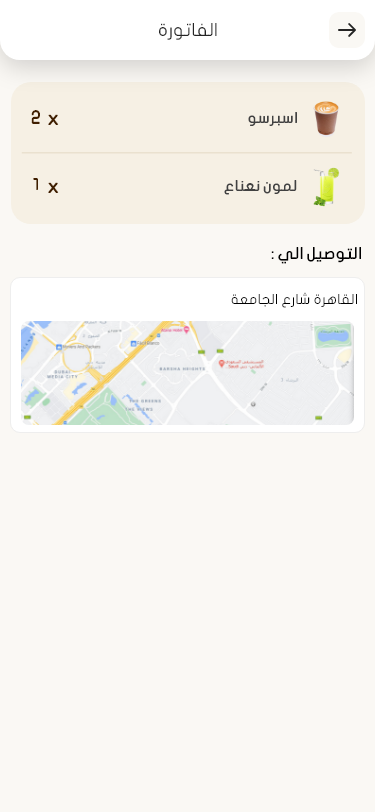 الفاتورة
اسبرسو x 2
لمون نعناع x 1
التوصيل الي :
القاهرة شارع الجامعة
DUBAI
MEDIA CITY
BARSHA HEIGHTS
THE GREENS
THE VIEWS